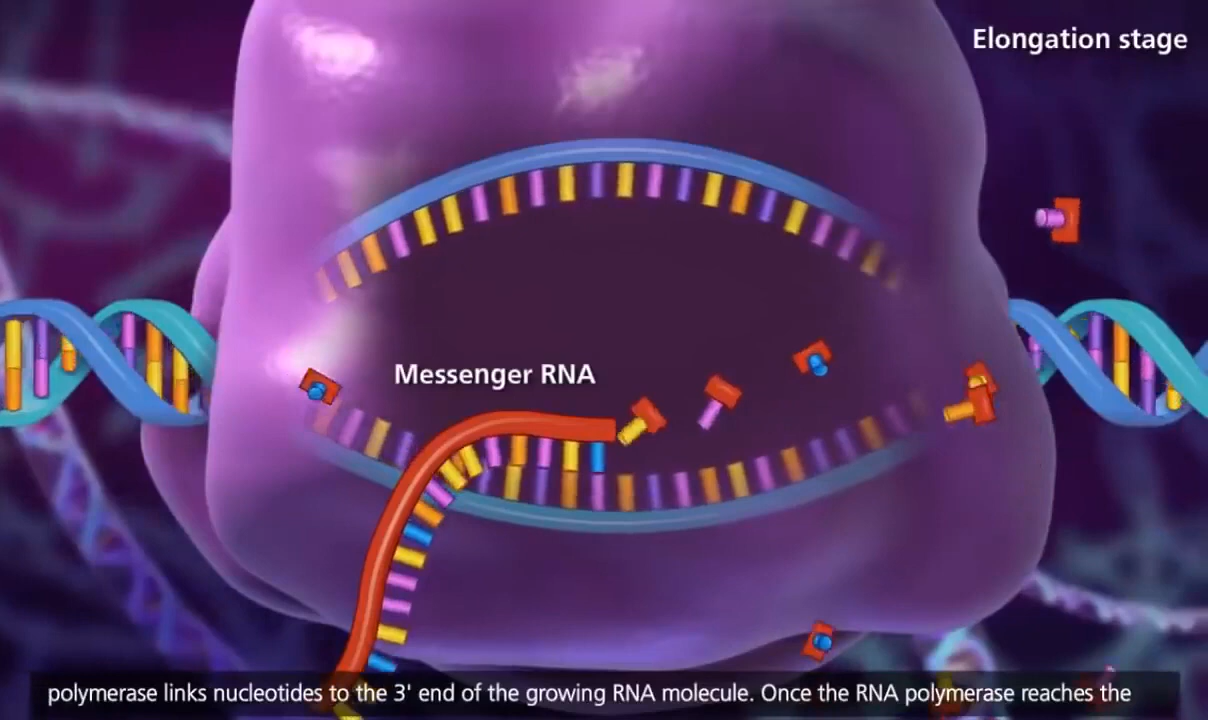 Elongation stage
Messenger RNA
polymerase links nucleotides to the 3' end of the growing RNA molecule. Once the RNA polymerase reaches the